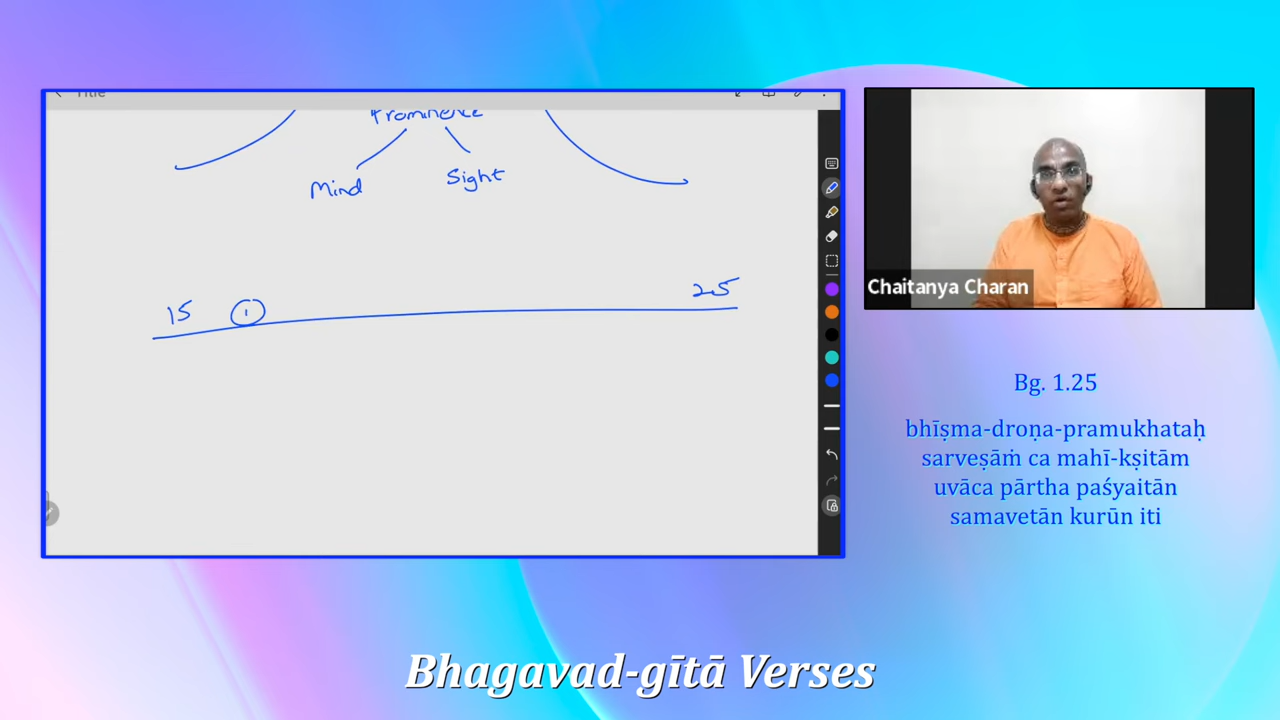 Title
Prominence
Mind
Sight
15
1
25
Chaitanya Charan
Bg. 1.25
bhīṣma-droṇa-pramukhataḥ
sarveṣāṁ ca mahī-kṣitām
uvāca pārtha paśyaitān
samavetān kurūn iti
Bhagavad-gītā Verses